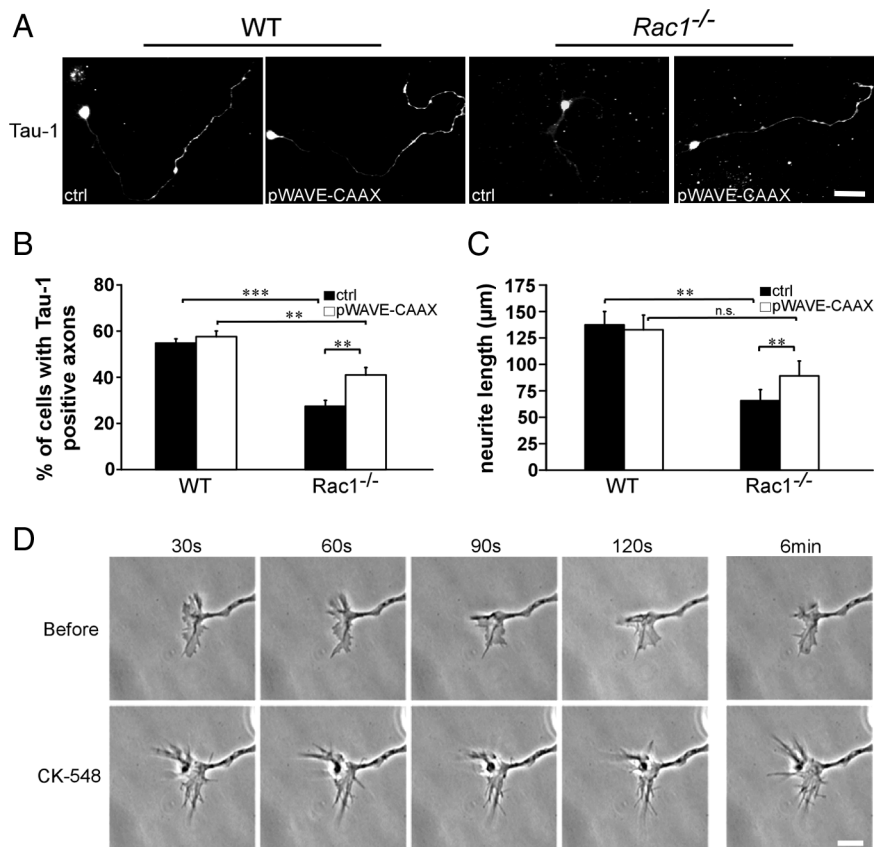 A
WT
Rac1-/-
Tau-1
ctrl
pWAVE-CAAX
ctrl
pWAVE-CAAX
B
% of cells with Tau-1
positive axons
80
60
40
20
0
***
**
**
ctrl
pWAVE-CAAX
WT
Rac1-/-
C
neurite length (µm)
175
150
125
100
75
50
25
0
**
n.s.
**
ctrl
pWAVE-CAAX
WT
Rac1-/-
D
30s
60s
90s
120s
6min
Before
CK-548